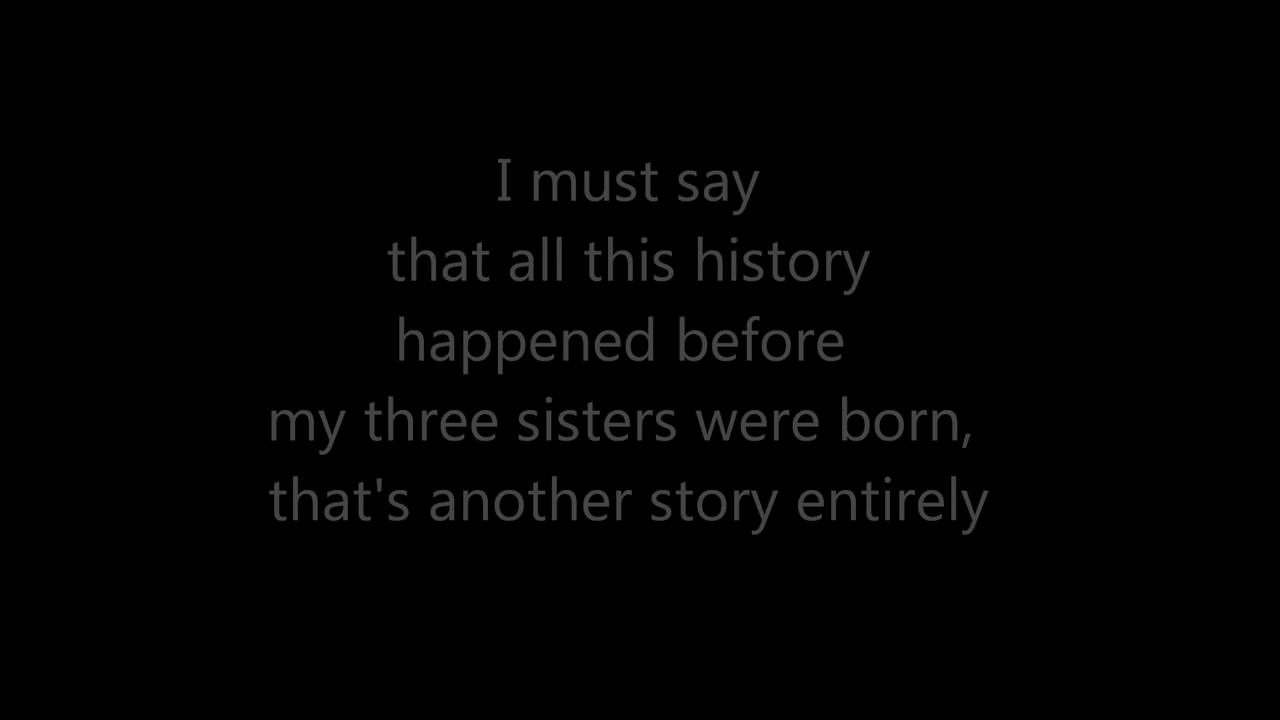 I must say
that all this history
happened before
my three sisters were born,
that's another story entirely